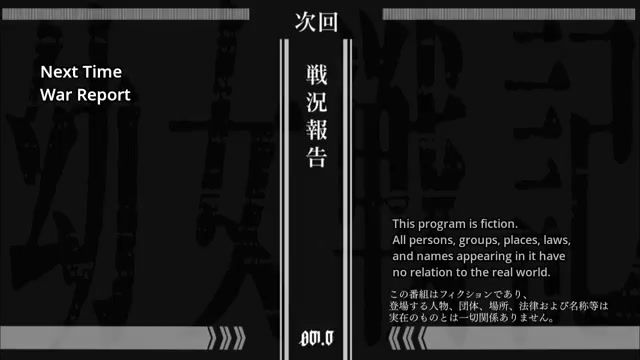 次回
Next Time
War Report
戦況報告
This program is fiction.
All persons, groups, places, laws,
and names appearing in it have
no relation to the real world.
この番組はフィクションであり、
登場する人物、団体、場所、法律および名称等は
実在のものとは一切関係ありません。
幼女戦記